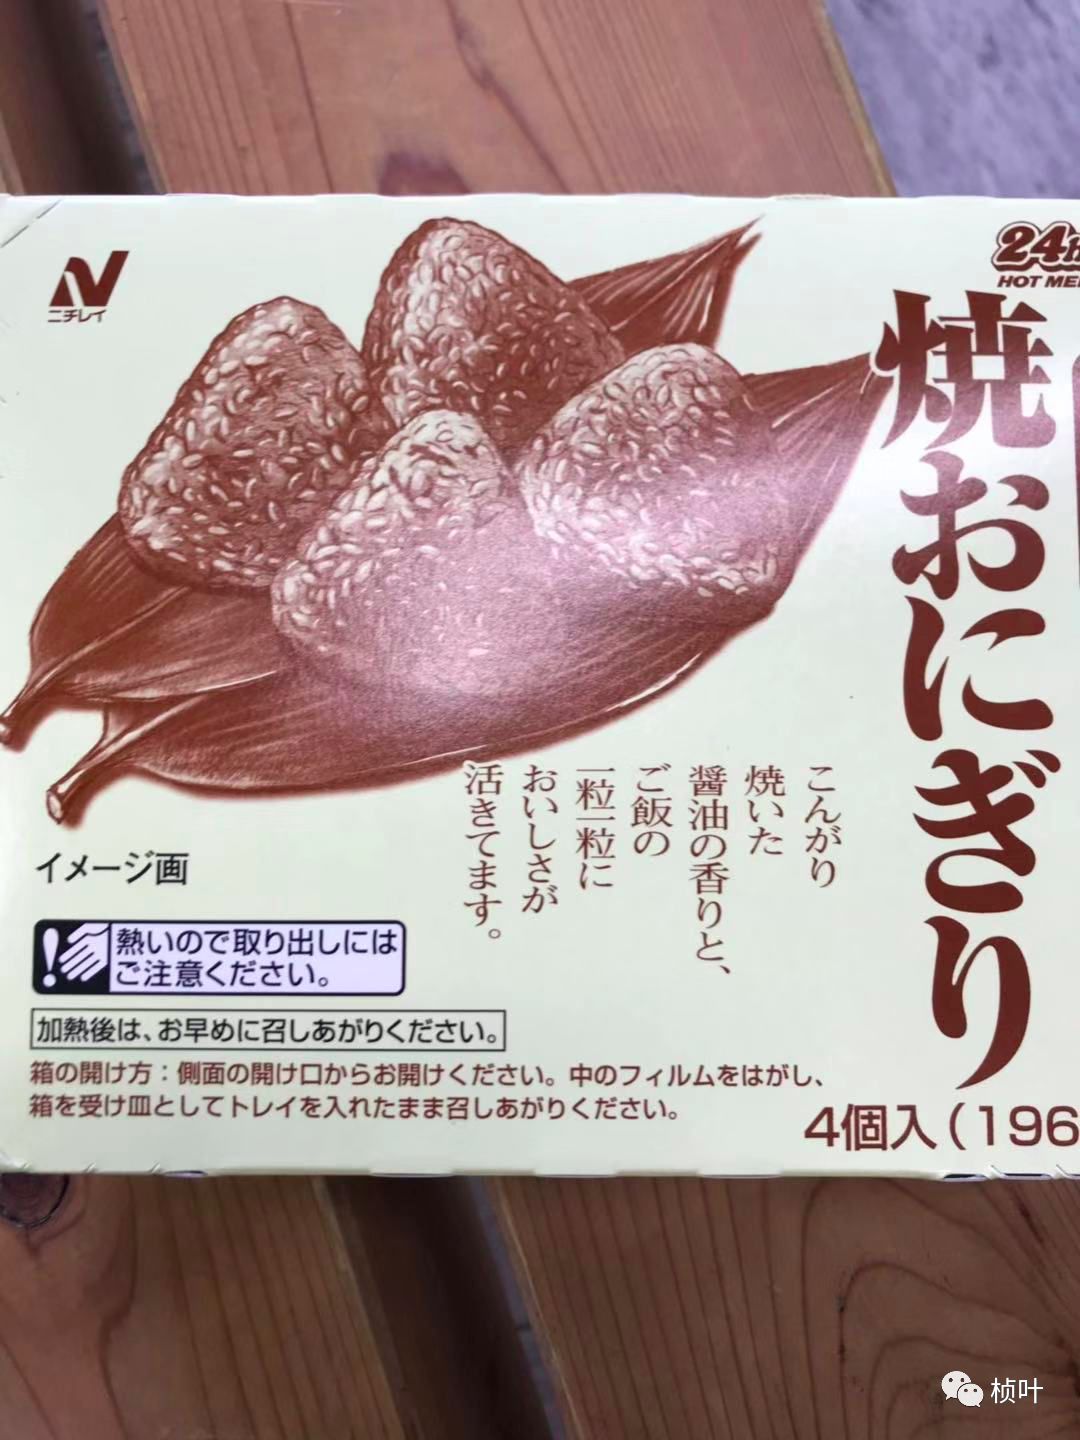 ニチレイ
24h
HOT ME
焼おにぎり
こんがり
焼いた
醤油の香りと、
ご飯の
一粒一粒に
おいしさが
活きてます。
イメージ画
熱いので取り出しには
ご注意ください。
加熱後は、お早めに召しあがりください。
箱の開け方：側面の開け口からお開けください。中のフィルムをはがし、
箱を受け皿としてトレイを入れたまま召しあがりください。
4個入（196
桢叶